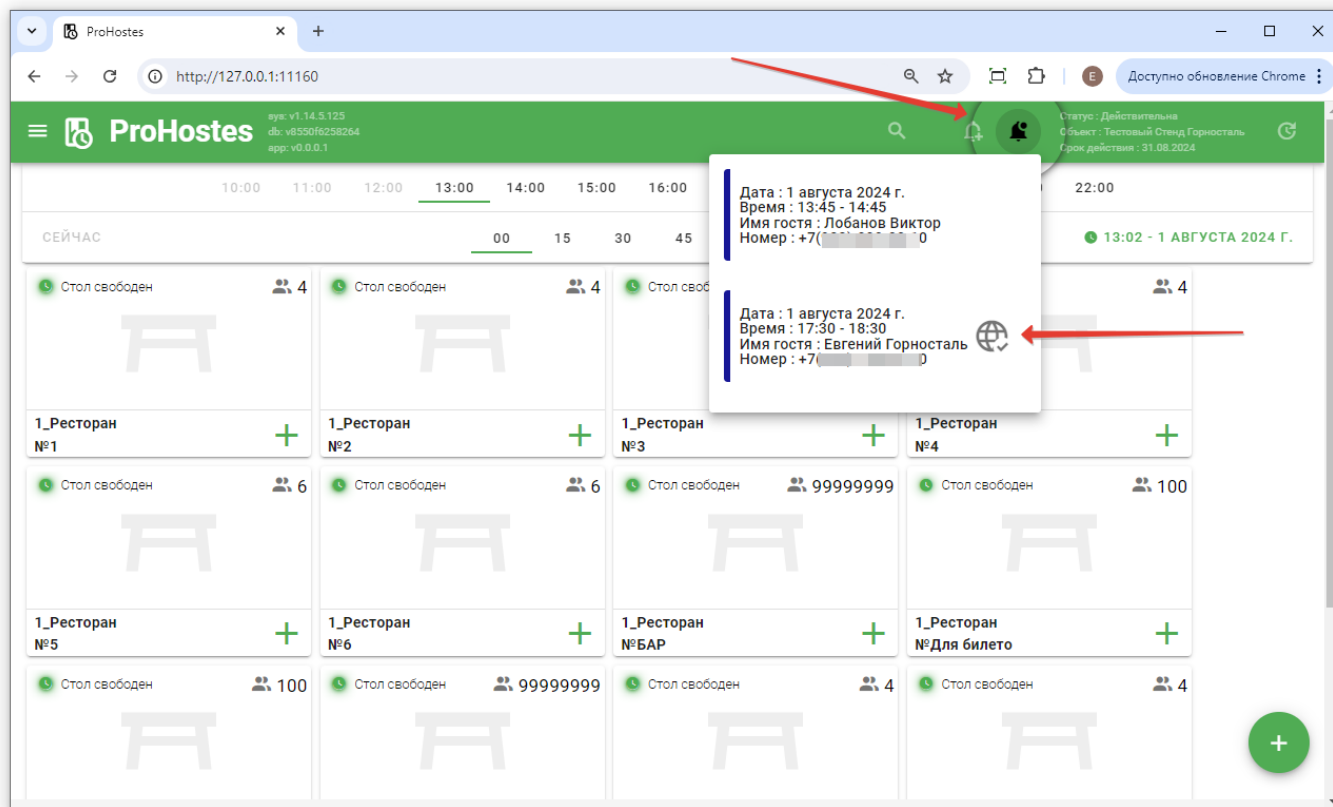 ProHostes
http://127.0.0.1:11160
E
Доступно обновление Chrome
ProHostes
sys: v1.14.5.125
db: v8550f6258264
app: v0.0.0.1
Статус : Действительна
Объект : Тестовый Стенд Горносталь
Срок действия : 31.08.2024
10:00 11:00 12:00 13:00 14:00 15:00 16:00 22:00
СЕЙЧАС 00 15 30 45 13:02 - 1 АВГУСТА 2024 Г.
Дата : 1 августа 2024 г.
Время : 13:45 - 14:45
Имя гостя : Лобанов Виктор
Номер : +7( 0
Дата : 1 августа 2024 г.
Время : 17:30 - 18:30
Имя гостя : Евгений Горносталь
Номер : +7(
Стол свободен 4 Стол свободен 4 Стол своб 4
1_Ресторан 1_Ресторан 1_Ресторан 1_Ресторан
№1 №2 №3 №4
Стол свободен 6 Стол свободен 6 Стол свободен 99999999 Стол свободен 100
1_Ресторан 1_Ресторан 1_Ресторан 1_Ресторан
№5 №6 №БАР №Для билето
Стол свободен 100 Стол свободен 99999999 Стол свободен 4 Стол свободен 4